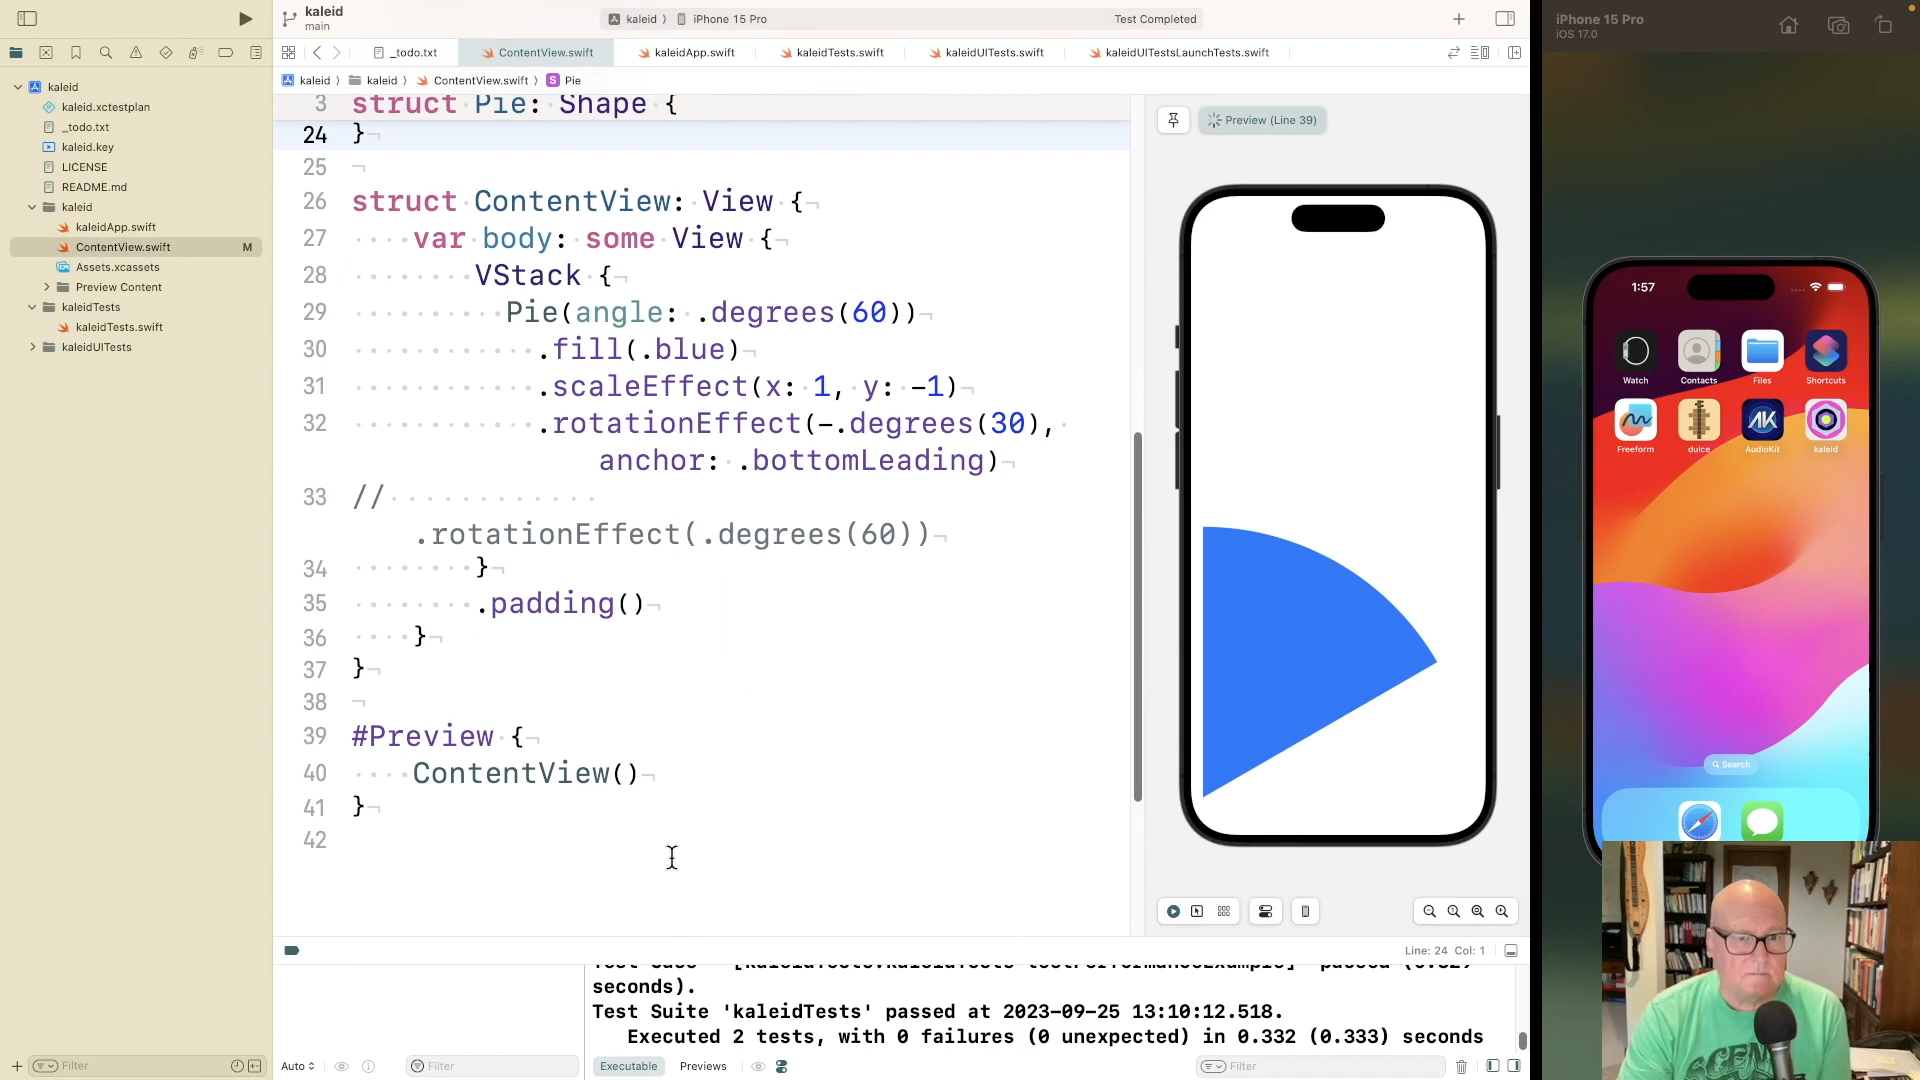 kaleid
main
kaleid ⟩ iPhone 15 Pro
Test Completed
iPhone 15 Pro
iOS 17.0
_todo.txt
ContentView.swift
kaleidApp.swift
kaleidTests.swift
kaleidUITests.swift
kaleidUITestsLaunchTests.swift
kaleid ⟩ kaleid ⟩ ContentView.swift ⟩ S Pie
kaleid
kaleid.xctestplan
_todo.txt
kaleid.key
LICENSE
README.md
kaleid
kaleidApp.swift
ContentView.swift M
Assets.xcassets
Preview Content
kaleidTests
kaleidTests.swift
kaleidUITests
3 struct Pie: Shape {
24 }
25
26 struct ContentView: View {
27 var body: some View {
28 VStack {
29 Pie(angle: .degrees(60))
30 .fill(.blue)
31 .scaleEffect(x: 1, y: -1)
32 .rotationEffect(-.degrees(30),
anchor: .bottomLeading)
33 //
.rotationEffect(.degrees(60))
34 }
35 .padding()
36 }
37 }
38
39 #Preview {
40 ContentView()
41 }
42
Preview (Line 39)
1:57
Watch
Contacts
Files
Shortcuts
Freeform
dulce
AudioKit
kaleid
Search
Line: 24 Col: 1
seconds).
Test Suite 'kaleidTests' passed at 2023-09-25 13:10:12.518.
Executed 2 tests, with 0 failures (0 unexpected) in 0.332 (0.333) seconds
Filter
Auto
Filter
Executable
Previews
Filter